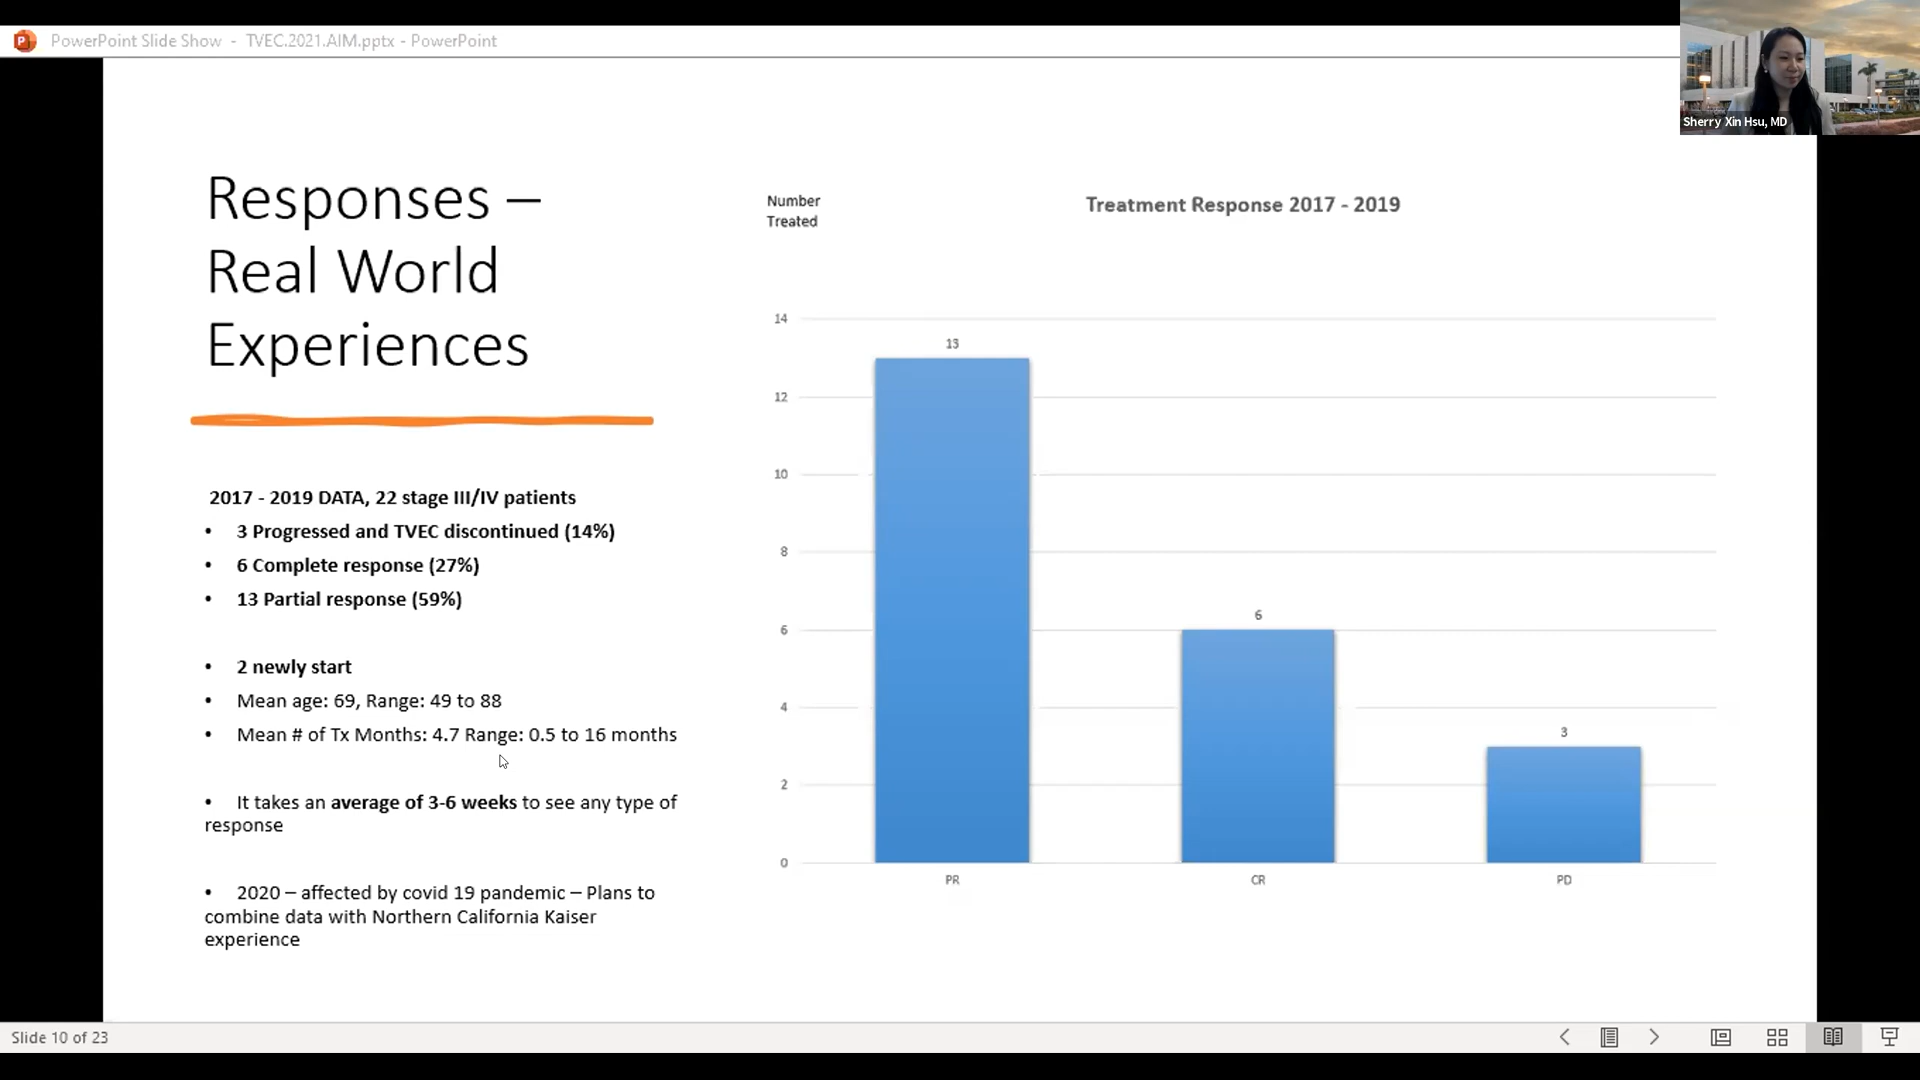 PowerPoint Slide Show - TVEC.2021.AIM.pptx - PowerPoint
Sherry Xin Hsu, MD
Responses –
Real World
Experiences
2017 - 2019 DATA, 22 stage III/IV patients
• 3 Progressed and TVEC discontinued (14%)
• 6 Complete response (27%)
• 13 Partial response (59%)
• 2 newly start
• Mean age: 69, Range: 49 to 88
• Mean # of Tx Months: 4.7 Range: 0.5 to 16 months
• It takes an average of 3-6 weeks to see any type of
response
• 2020 – affected by covid 19 pandemic – Plans to
combine data with Northern California Kaiser
experience
Number
Treated
Treatment Response 2017 - 2019
14
12
10
8
6
4
2
0
13
6
3
PR
CR
PD
Slide 10 of 23